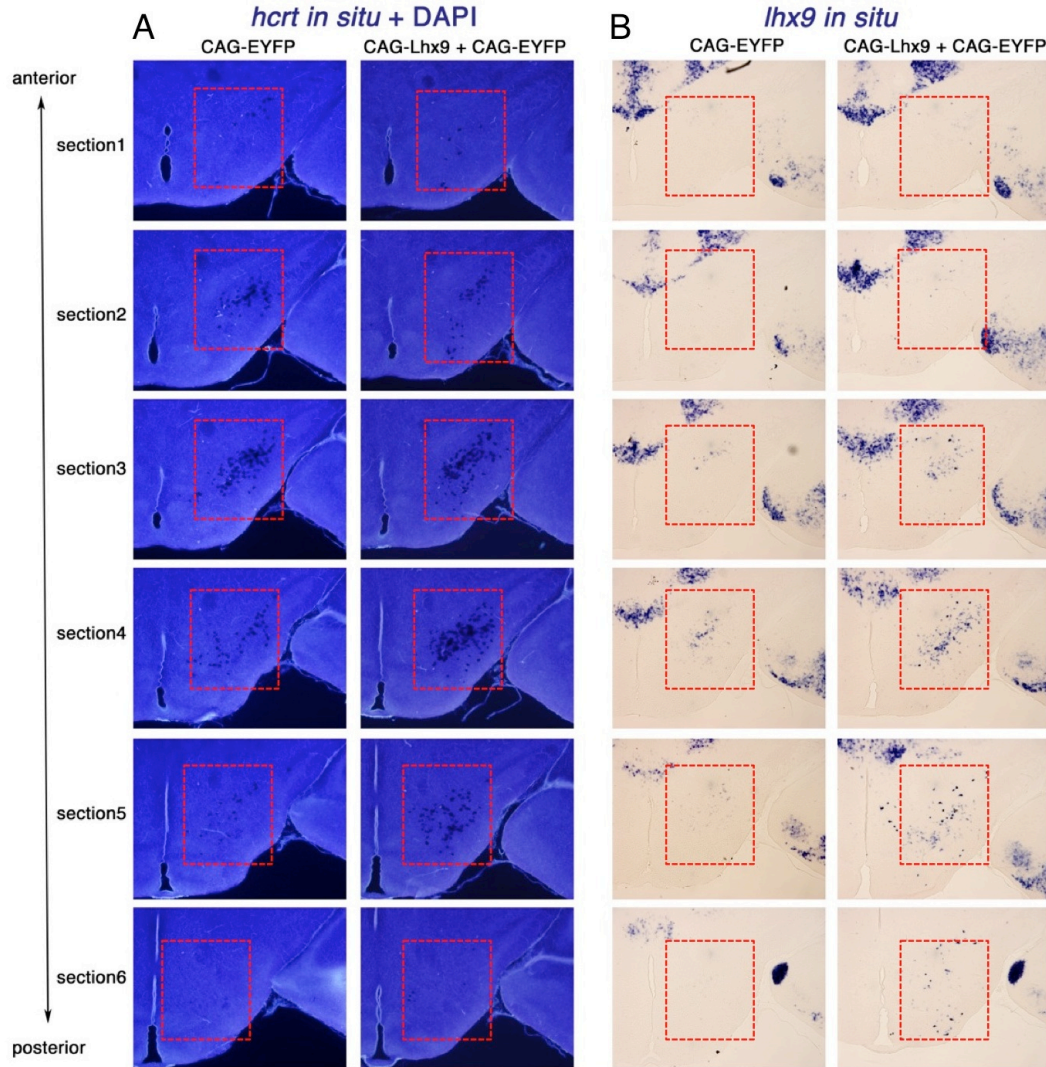 A
hcrt in situ + DAPI
CAG-EYFP
CAG-Lhx9 + CAG-EYFP
B
lhx9 in situ
CAG-EYFP
CAG-Lhx9 + CAG-EYFP
anterior
section1
section2
section3
section4
section5
section6
posterior